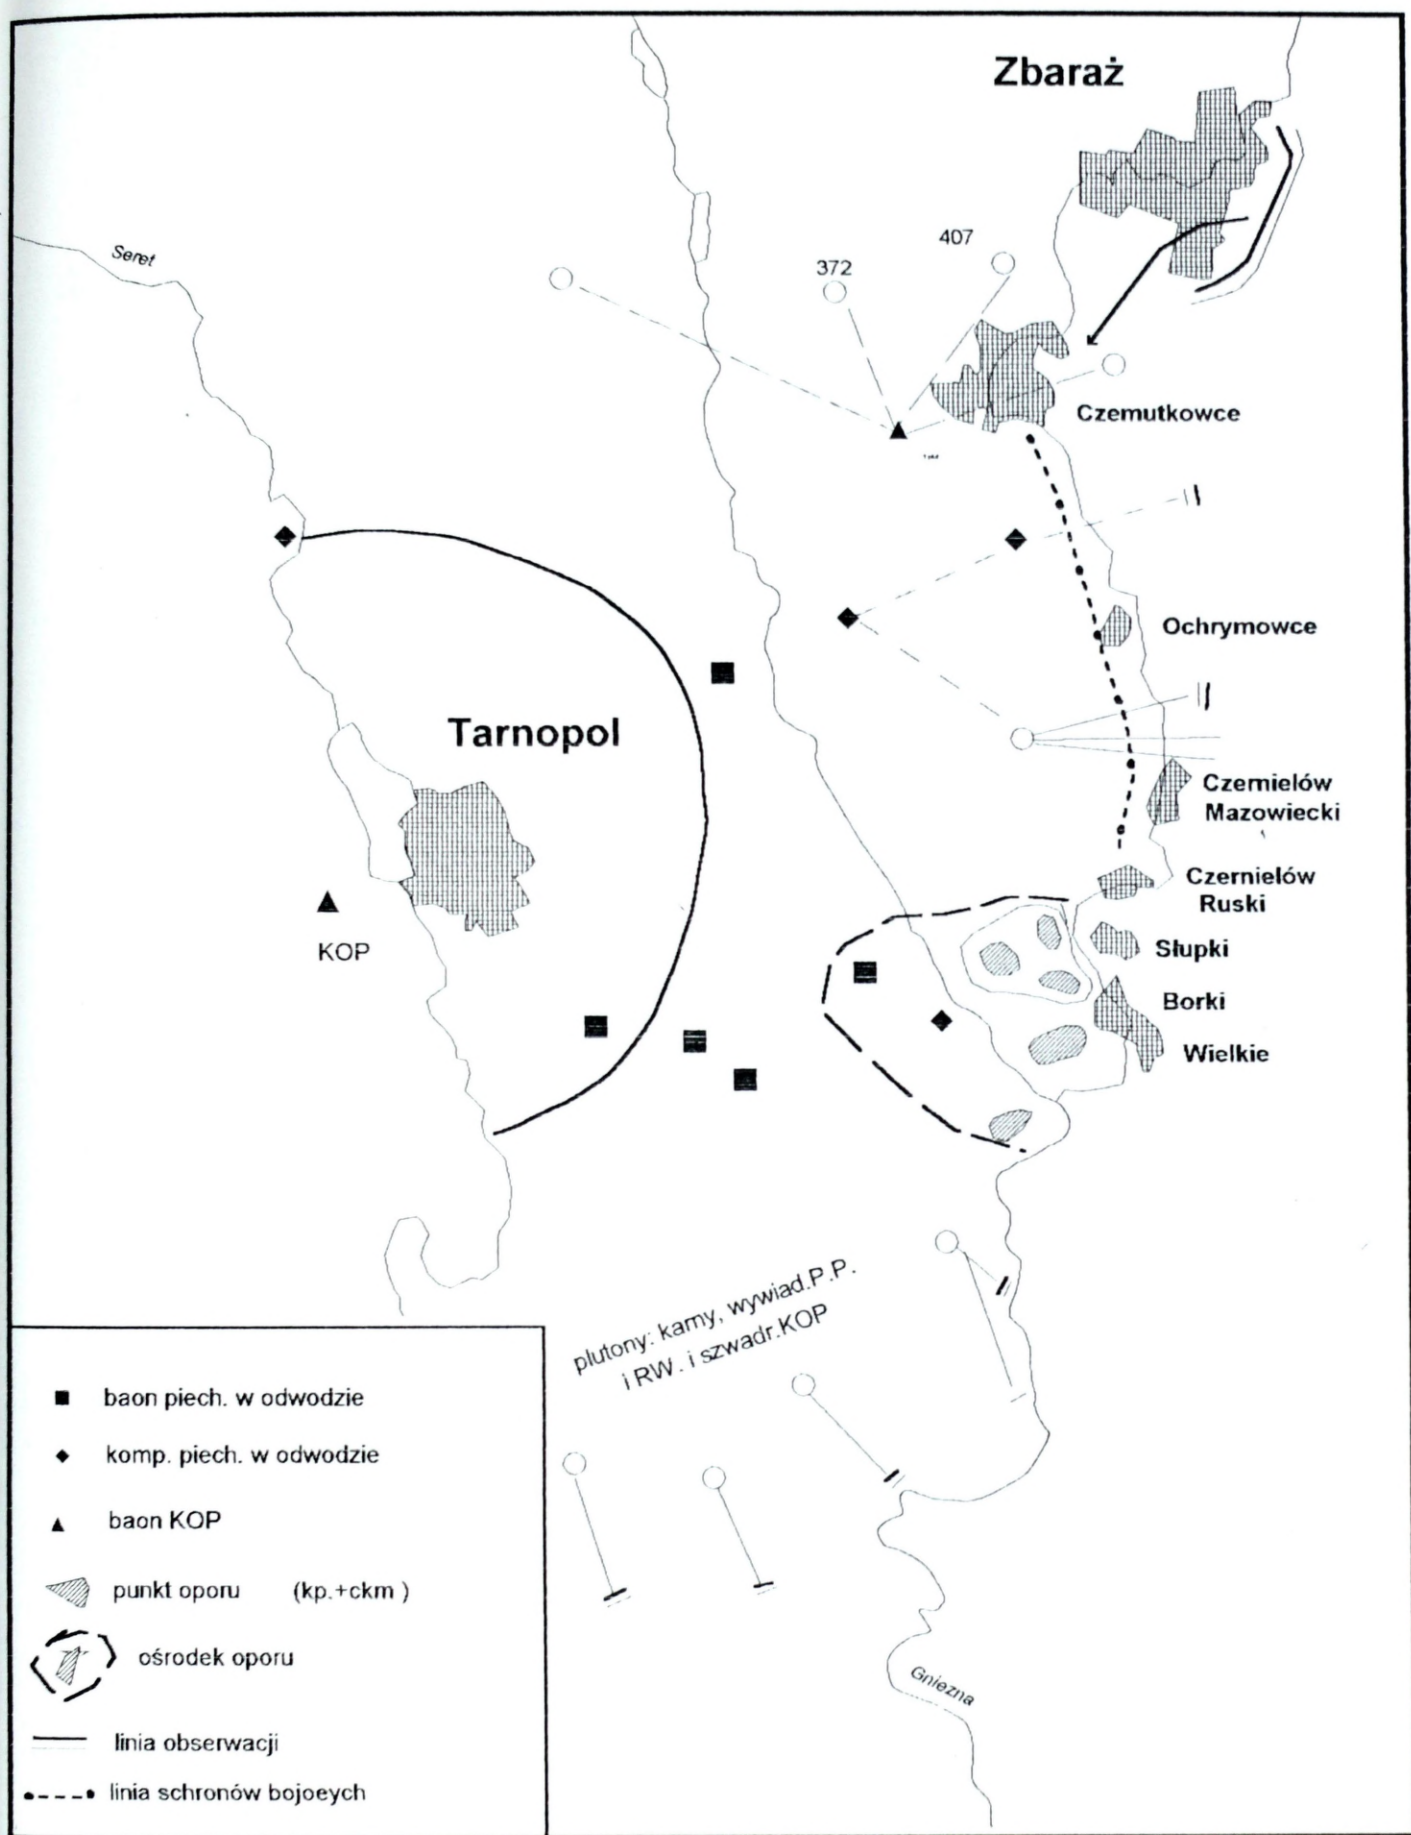 Zbaraż
Seret
407
372
Czemutkowce
Ochrymowce
Tarnopol
Czernielów
Mazowiecki
Czernielów
Ruski
KOP
Słupki
Borki
Wielkie
plutony: karny, wywiad.P.P.
i RW. i szwadr.KOP
Gniezna
baon piech. w odwodzie
komp. piech. w odwodzie
baon KOP
punkt oporu (kp.+ckm )
ośrodek oporu
linia obserwacji
linia schronów bojoeych